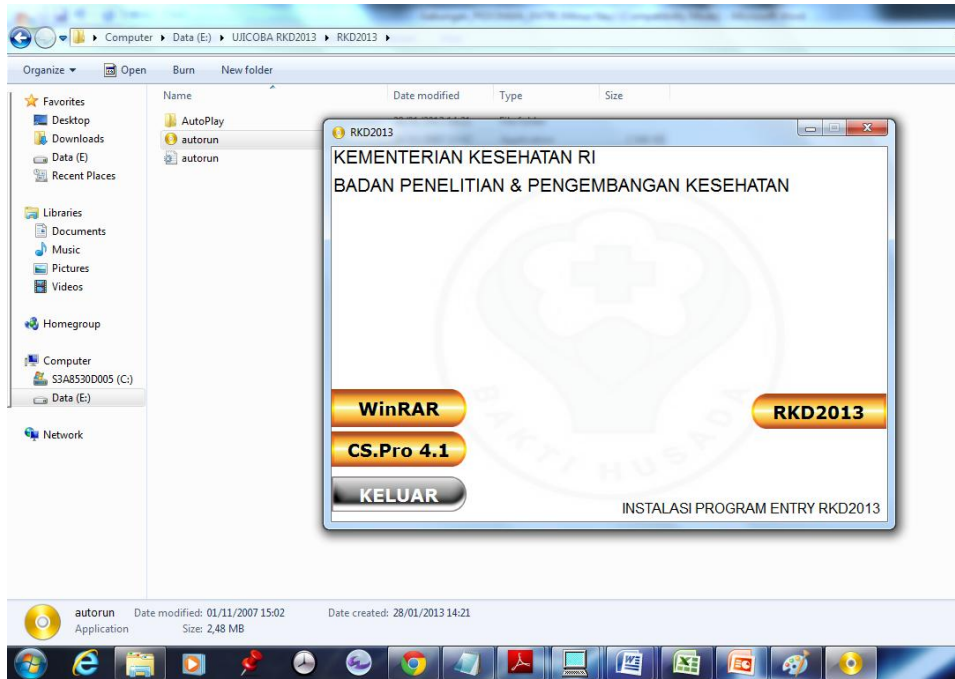 Computer ▸ Data (E:) ▸ UJICOBA RKD2013 ▸ RKD2013 ▸
Organize Open Burn New folder
Name Date modified Type Size
Favorites
Desktop
Downloads
Data (E)
Recent Places
Libraries
Documents
Music
Pictures
Videos
Homegroup
Computer
S3A8530D005 (C:)
Data (E:)
Network
AutoPlay
autorun
autorun
RKD2013
KEMENTERIAN KESEHATAN RI
BADAN PENELITIAN & PENGEMBANGAN KESEHATAN
BAKTI HUSADA
WinRAR
RKD2013
CS.Pro 4.1
KELUAR
INSTALASI PROGRAM ENTRY RKD2013
autorun Date modified: 01/11/2007 15:02 Date created: 28/01/2013 14:21
Application Size: 2,48 MB